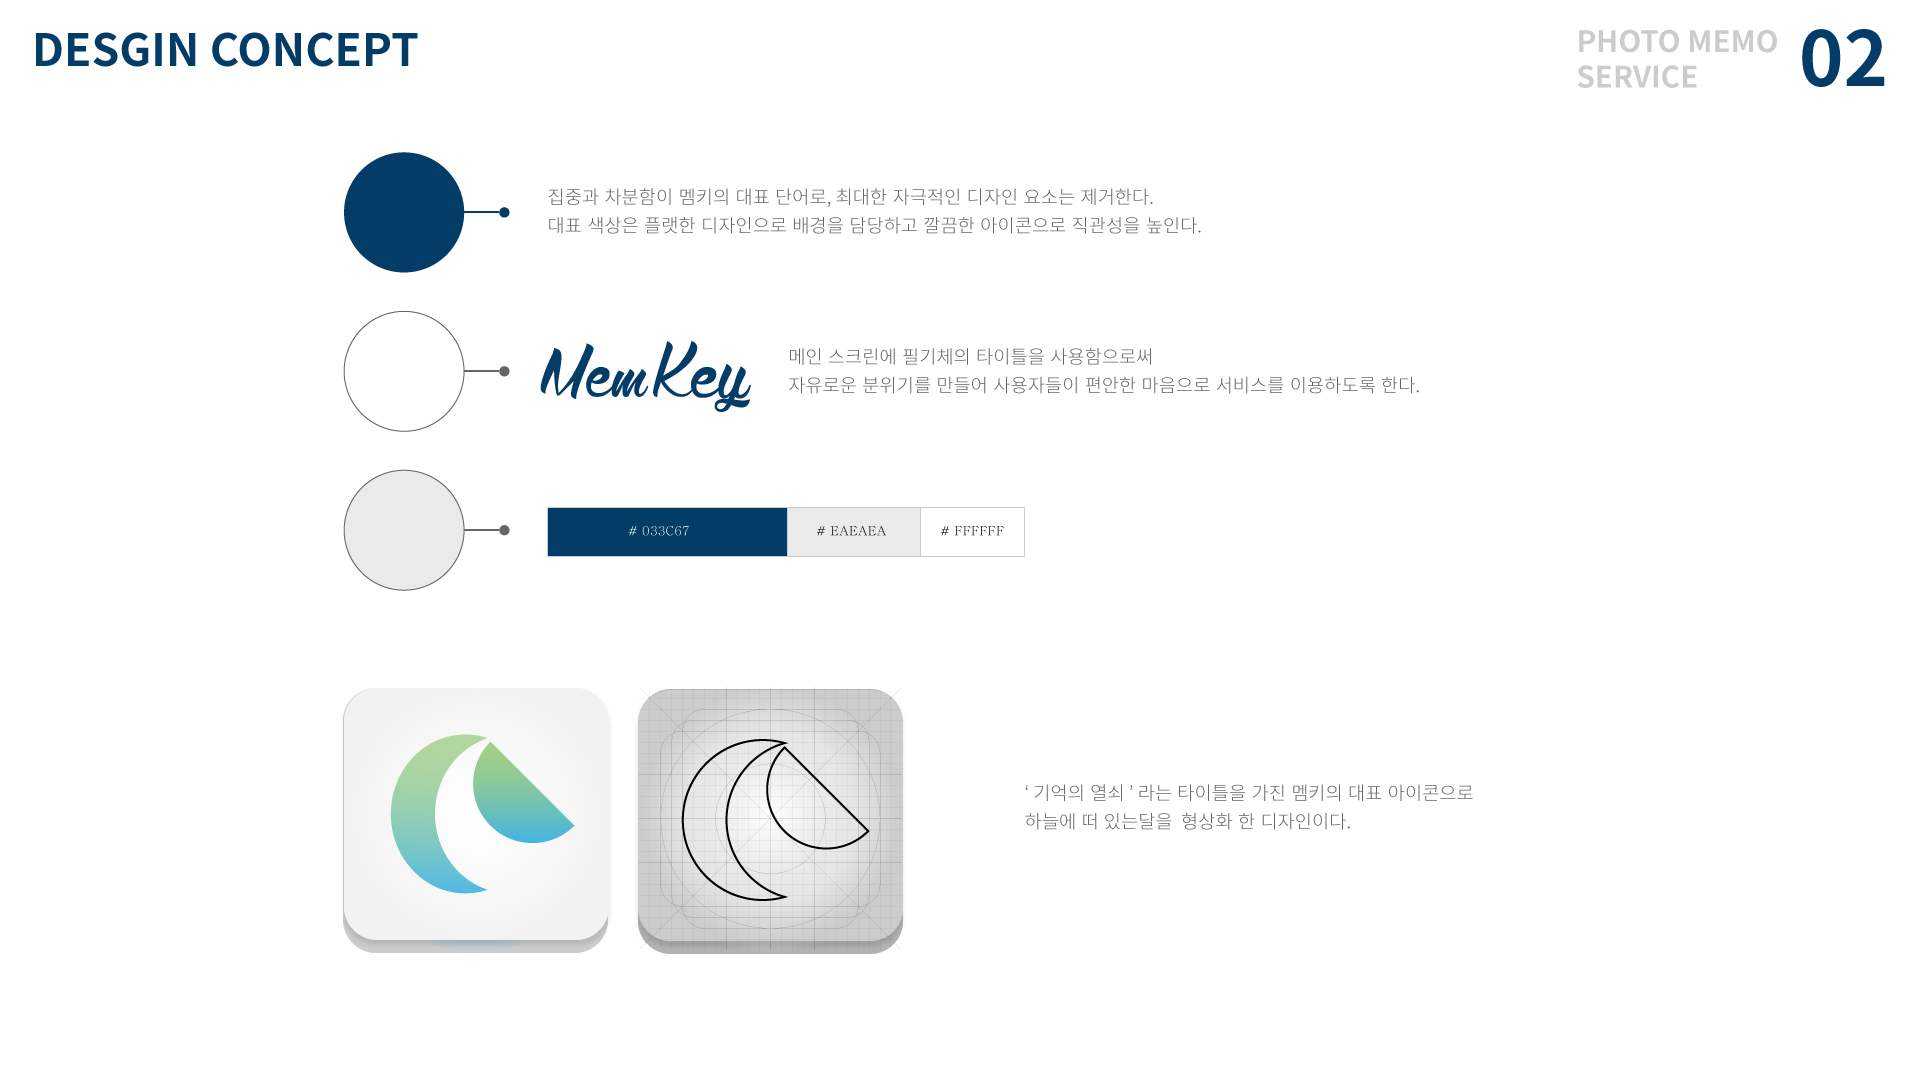 DESGIN CONCEPT
PHOTO MEMO
SERVICE
02
집중과 차분함이 멤키의 대표 단어로, 최대한 자극적인 디자인 요소는 제거한다.
대표 색상은 플랫한 디자인으로 배경을 담당하고 깔끔한 아이콘으로 직관성을 높인다.
MemKey
메인 스크린에 필기체의 타이틀을 사용함으로써
자유로운 분위기를 만들어 사용자들이 편안한 마음으로 서비스를 이용하도록 한다.
# 033C67
# EAEAEA
# FFFFFF
‘ 기억의 열쇠 ’ 라는 타이틀을 가진 멤키의 대표 아이콘으로
하늘에 떠 있는달을 형상화 한 디자인이다.